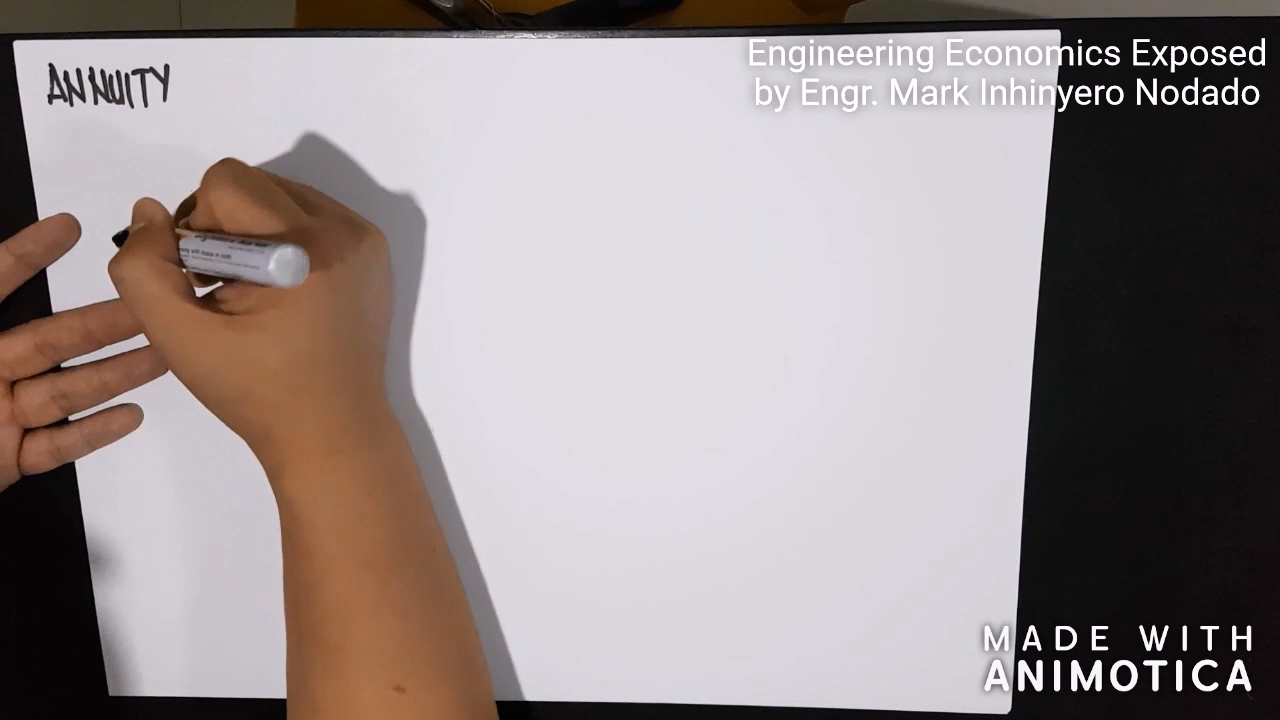 ANNUITY
Engineering Economics Exposed
by Engr. Mark Inhinyero Nodado
MADE WITH
ANIMOTICA